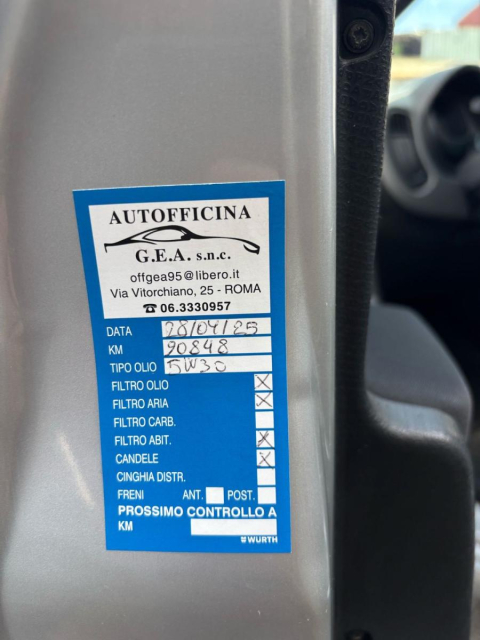 AUTOFFICINA
G.E.A. s.n.c.
offgea95@libero.it
Via Vitorchiano, 25 - ROMA
☎ 06.3330957
DATA 28/04/25
KM 90848
TIPO OLIO 5W30
FILTRO OLIO X
FILTRO ARIA X
FILTRO CARB.
FILTRO ABIT. X
CANDELE X
CINGHIA DISTR.
FRENI ANT. POST.
PROSSIMO CONTROLLO A
KM
#WÜRTH